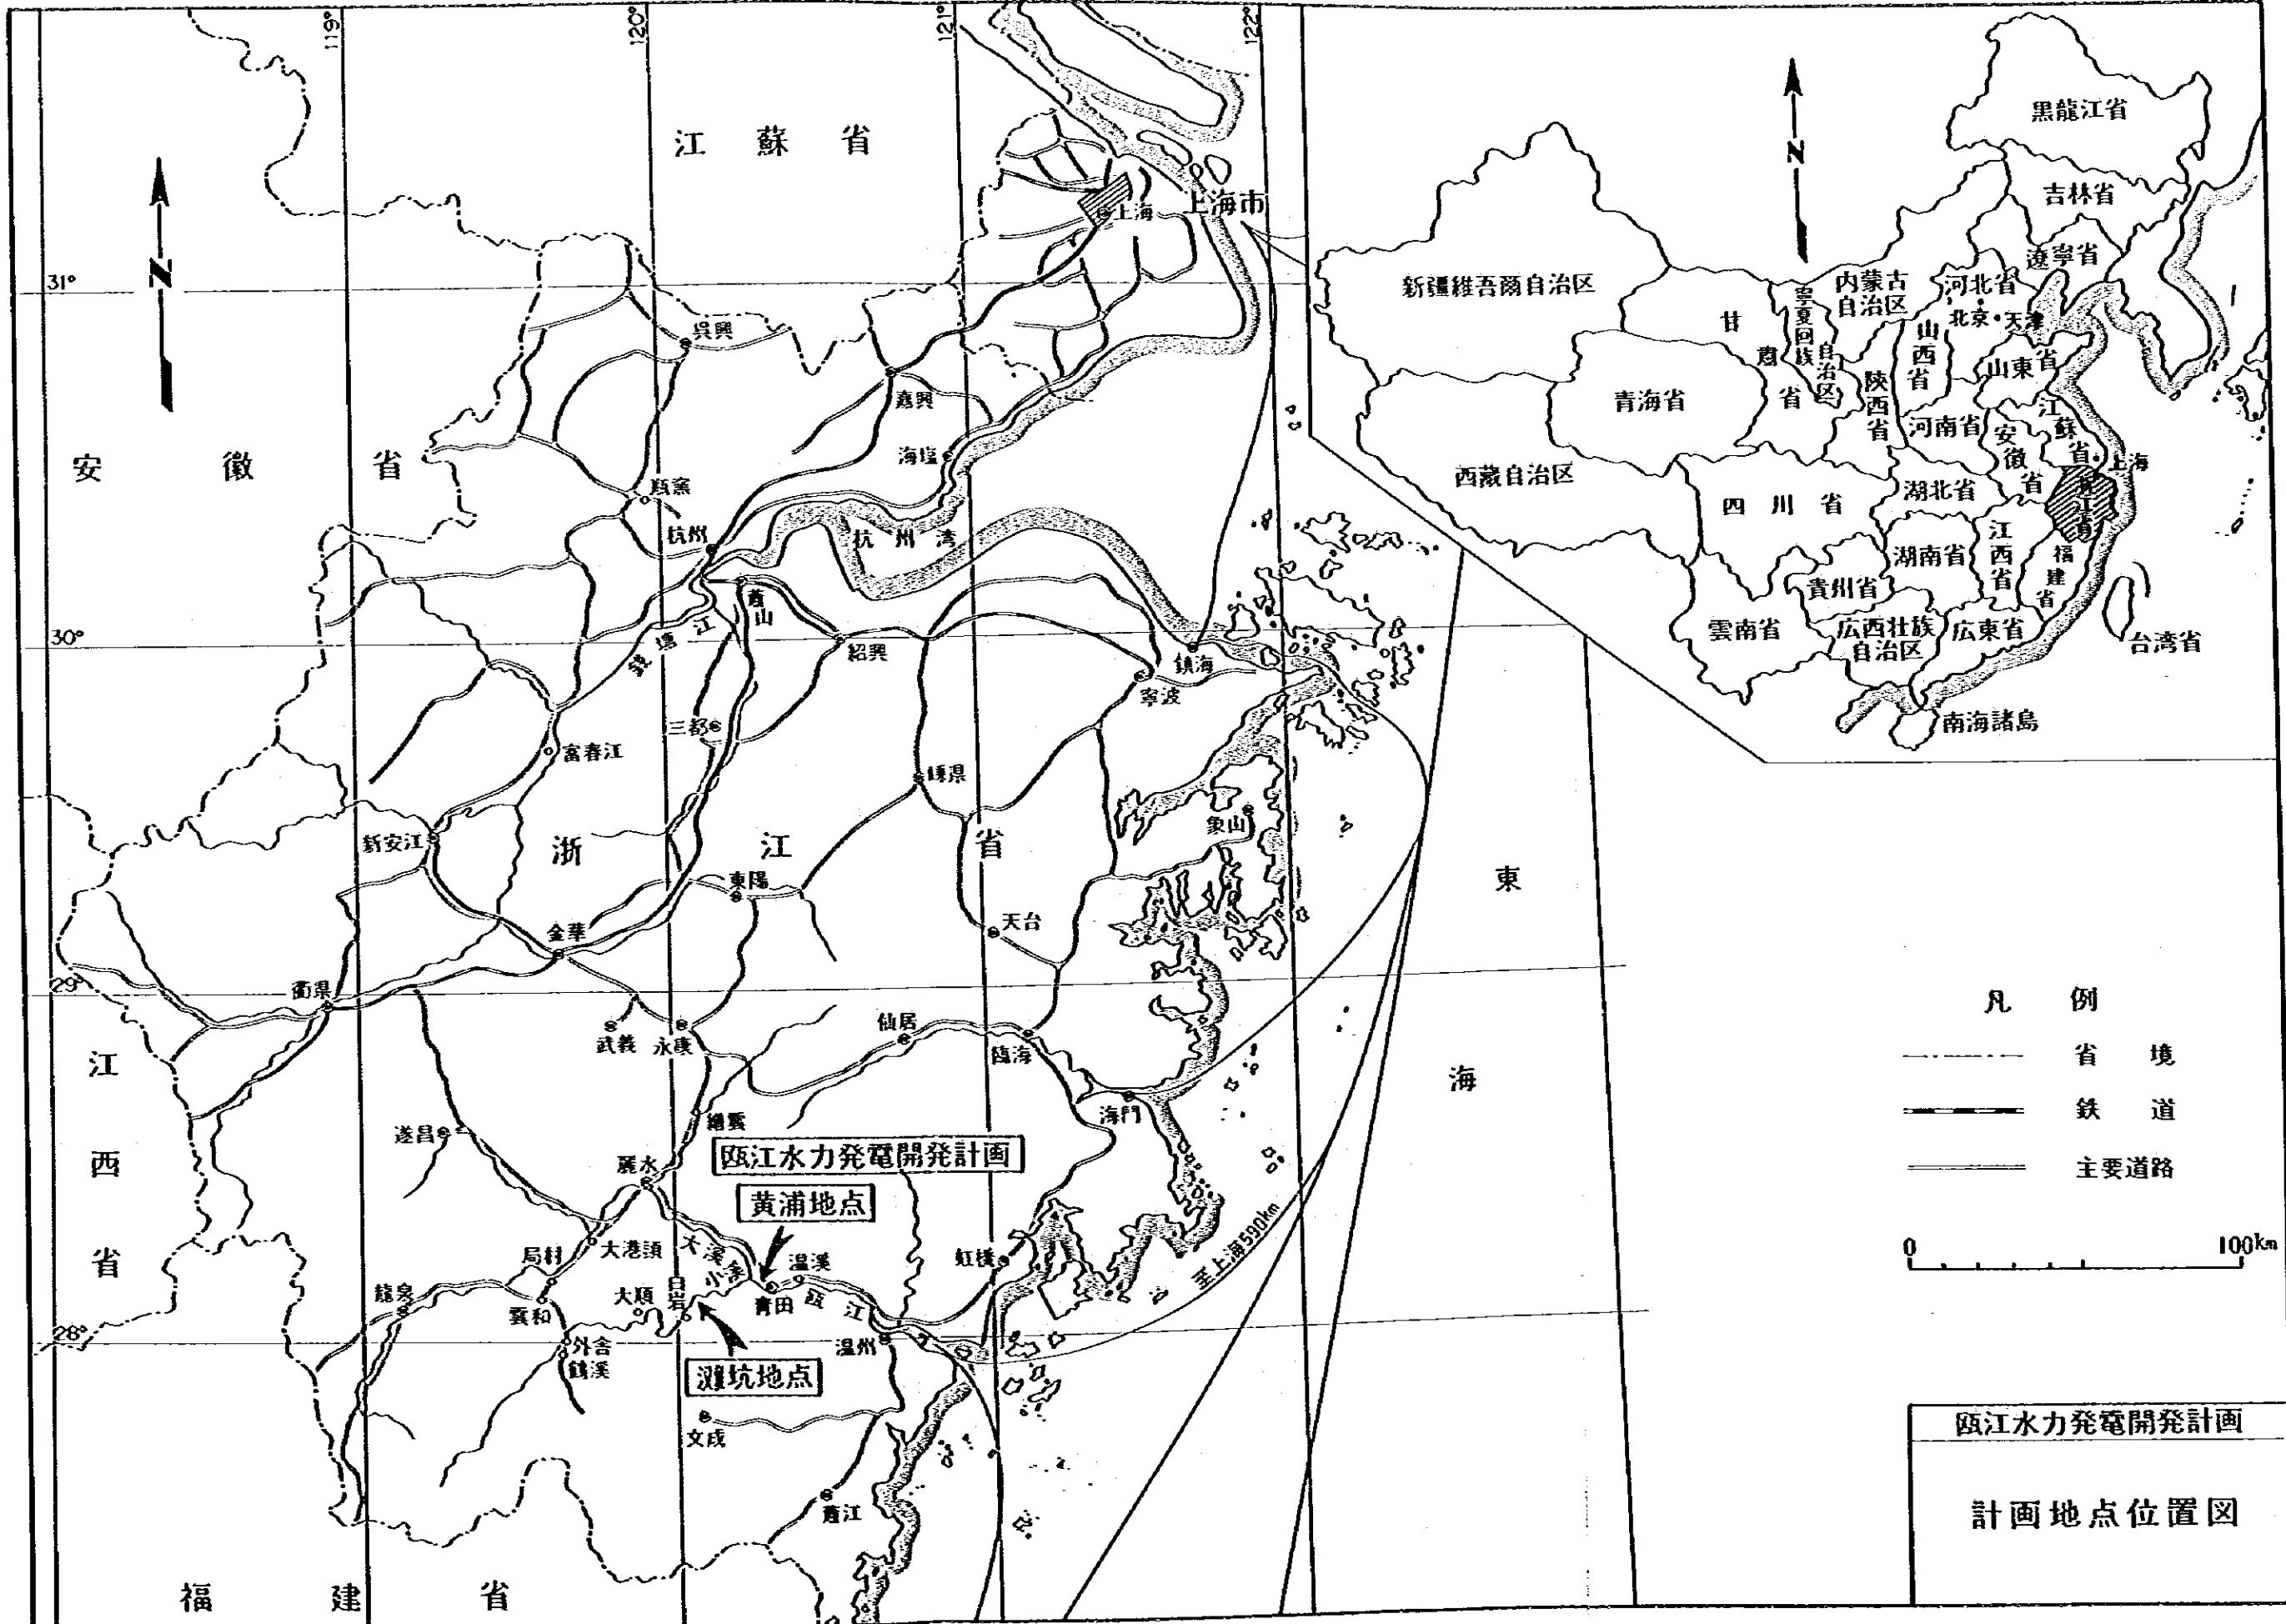 119°
120°
121°
122°
31°
30°
29°
28°
N
江蘇省
上海市
上海
安徽省
呉興
嘉興
海塩
瓶窯
杭州
杭州湾
銭塘江
蕭山
紹興
鎮海
寧波
三都
富春江
嵊県
象山
新安江
浙江省
東陽
天台
金華
衢県
武義
永康
仙居
臨海
海門
江西省
遂昌
縉雲
麗水
甌江水力発電開発計画
黄浦地点
大港頭
大溪
小溪
白岩
局村
雲和
大順
龍泉
温溪
青田
甌江
虹橋
温州
外舎
鶴溪
灘坑地点
文成
福建省
至上海590km
東海
N
黒龍江省
吉林省
遼寧省
新疆維吾爾自治区
甘粛省
寧夏回族自治区
内蒙古
自治区
河北省
北京
天津
山西省
山東省
陝西省
青海省
河南省
江蘇省
安徽省
上海
西蔵自治区
四川省
湖北省
浙江省
湖南省
江西省
福建省
貴州省
雲南省
広西壮族
自治区
広東省
台湾省
南海諸島
凡例
省境
鉄道
主要道路
0 100km
甌江水力発電開発計画
計画地点位置図